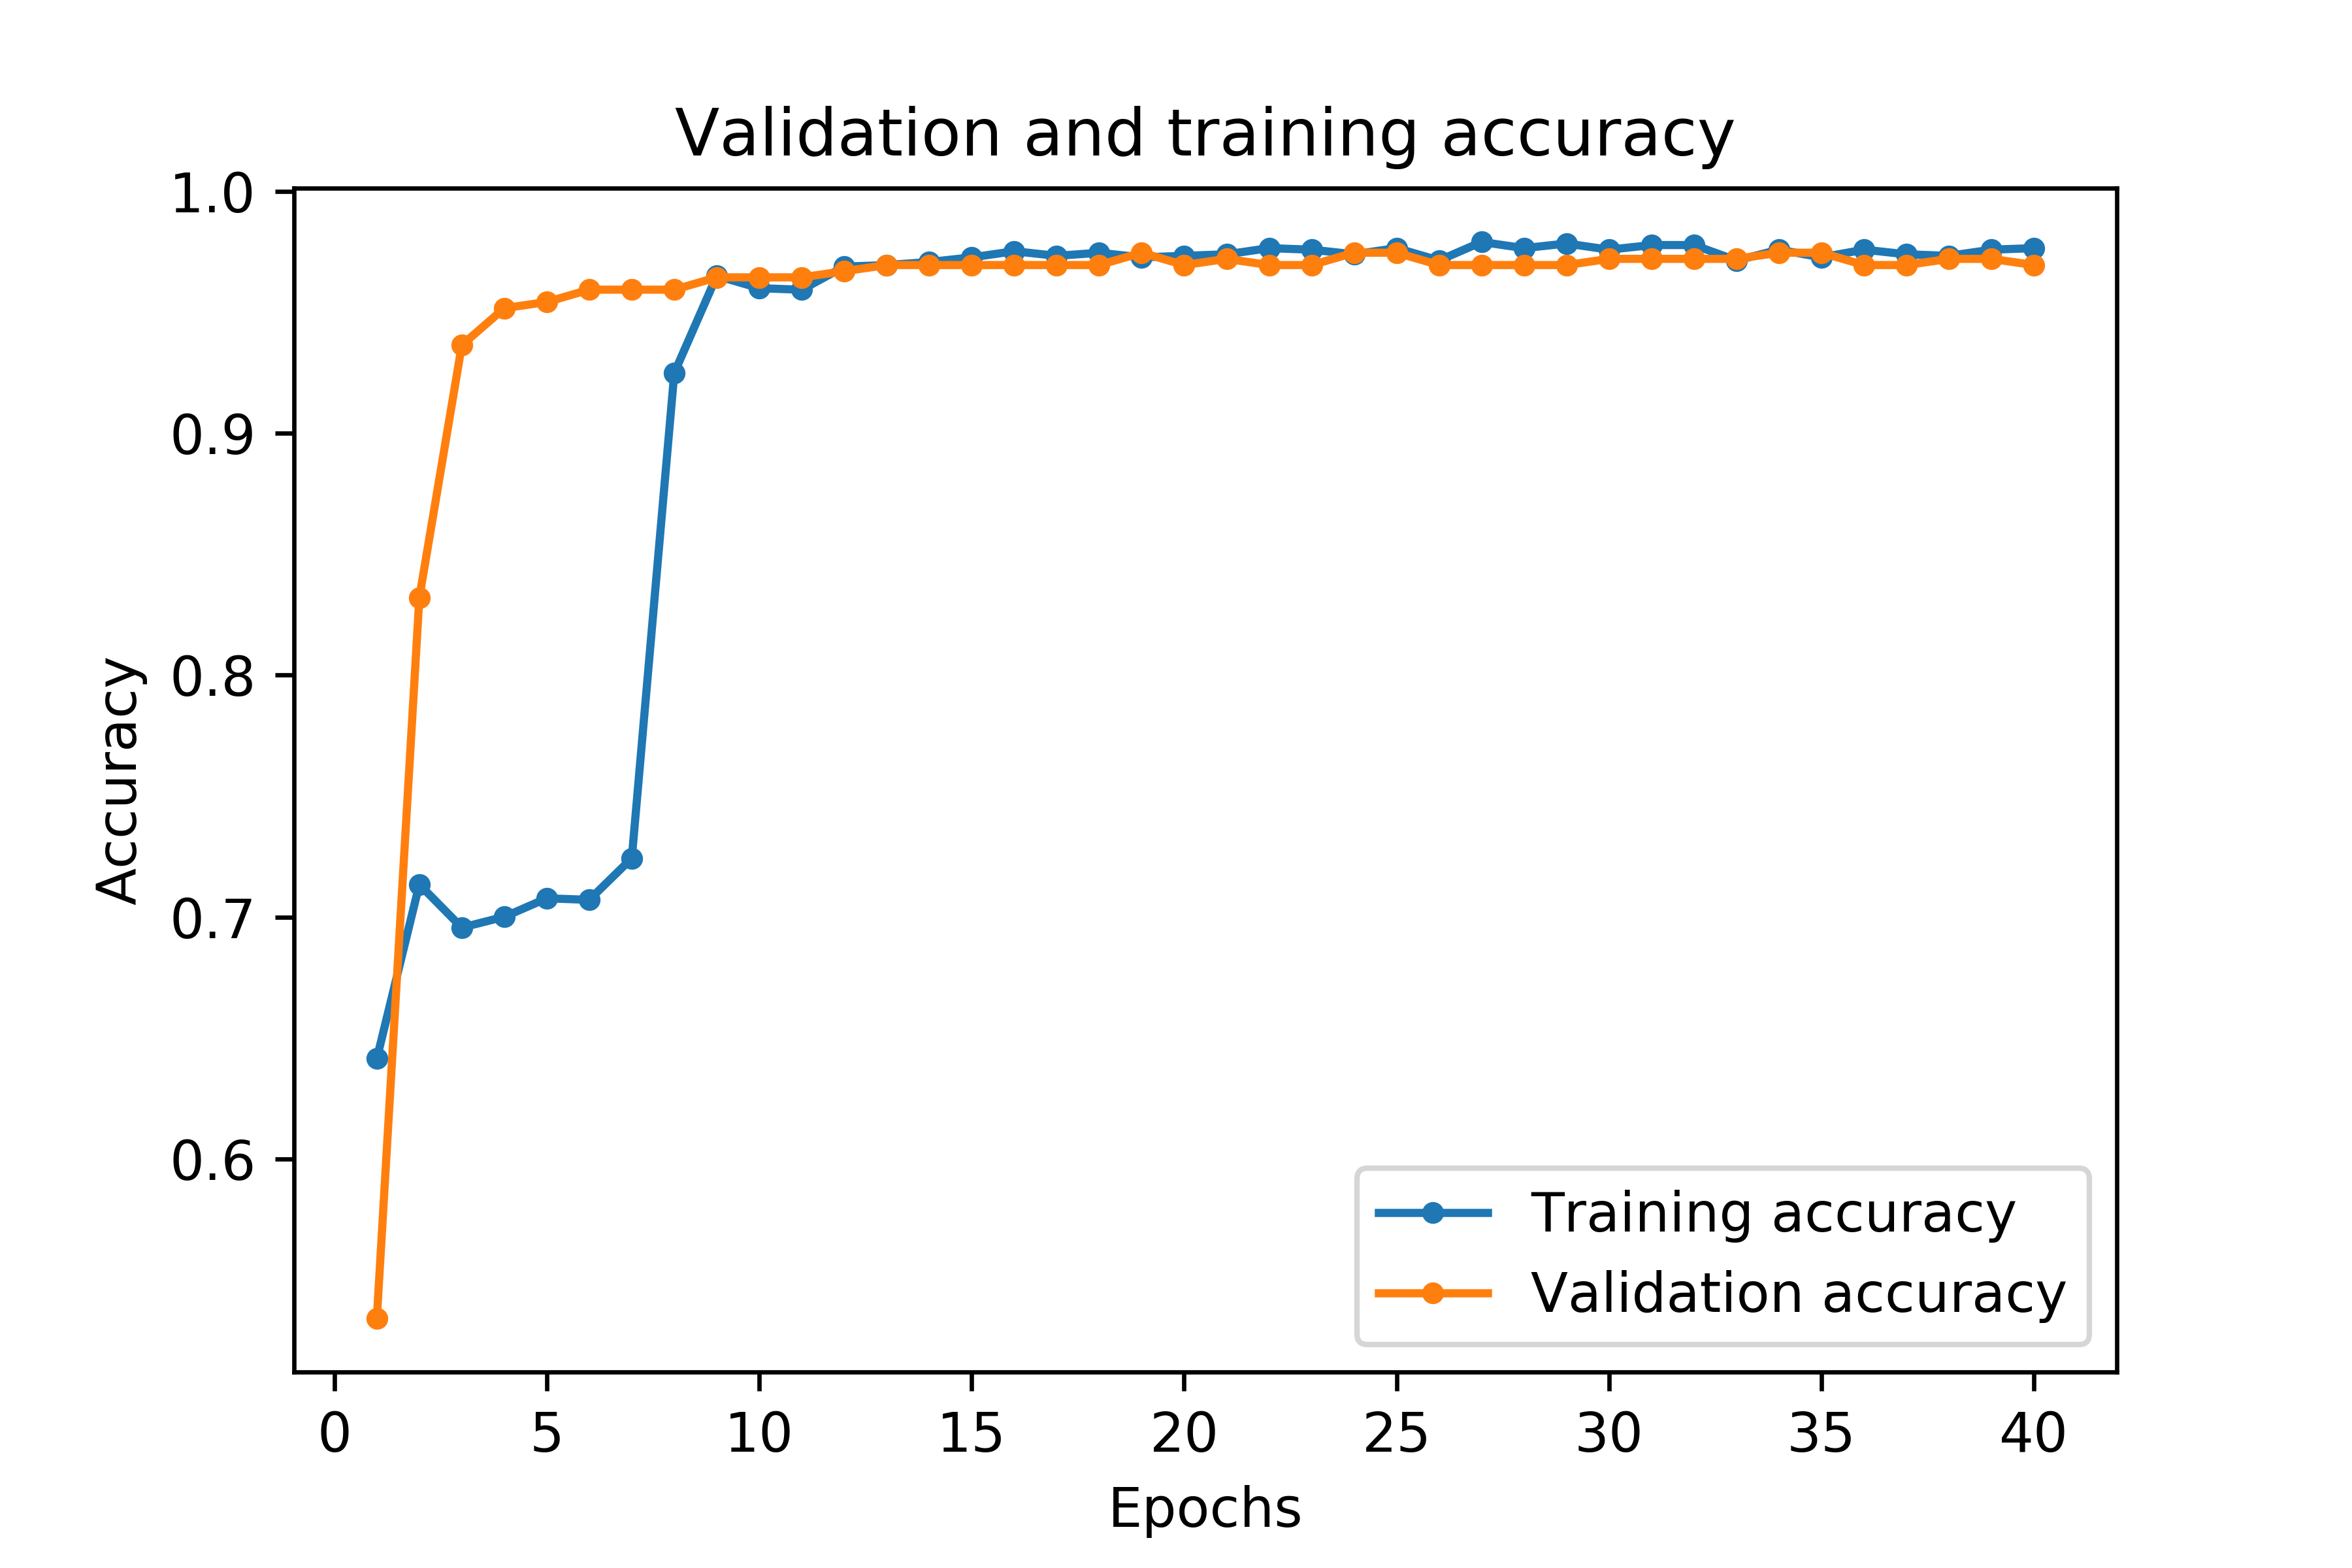 Validation and training accuracy
1.0
0.9
0.8
0.7
0.6
Accuracy
Training accuracy
Validation accuracy
0 5 10 15 20 25 30 35 40
Epochs